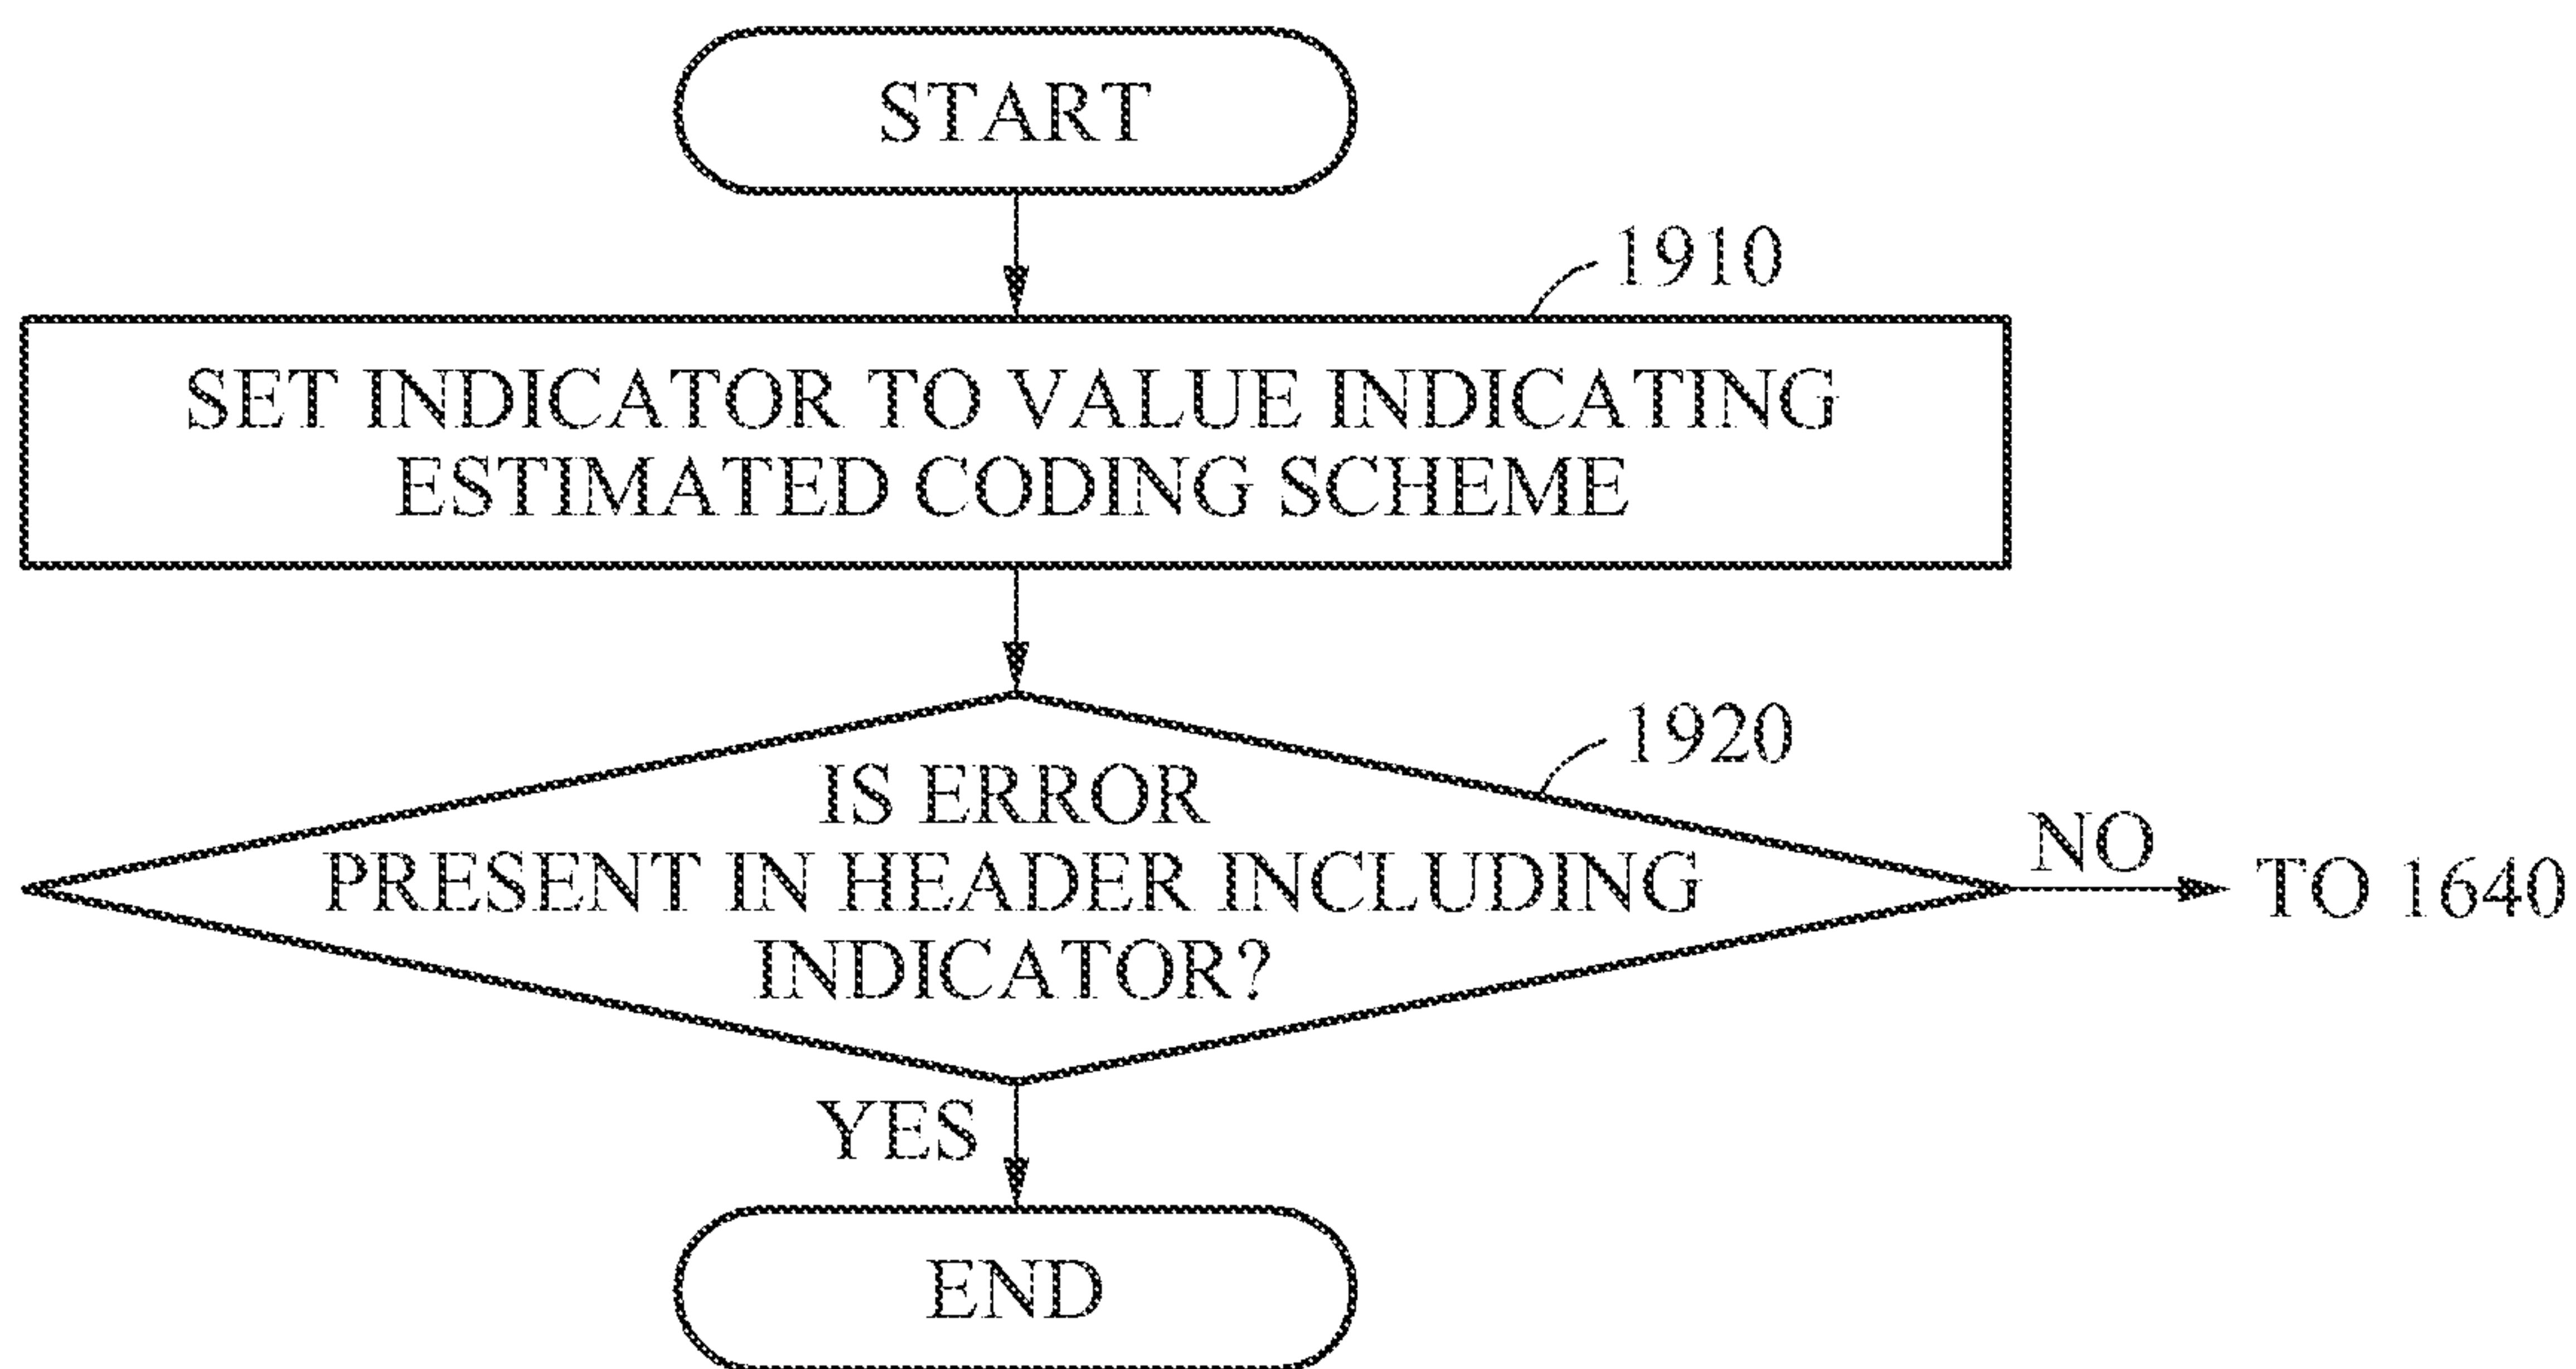 START
1910
SET INDICATOR TO VALUE INDICATING
ESTIMATED CODING SCHEME
1920
IS ERROR
PRESENT IN HEADER INCLUDING
INDICATOR?
NO
TO 1640
YES
END